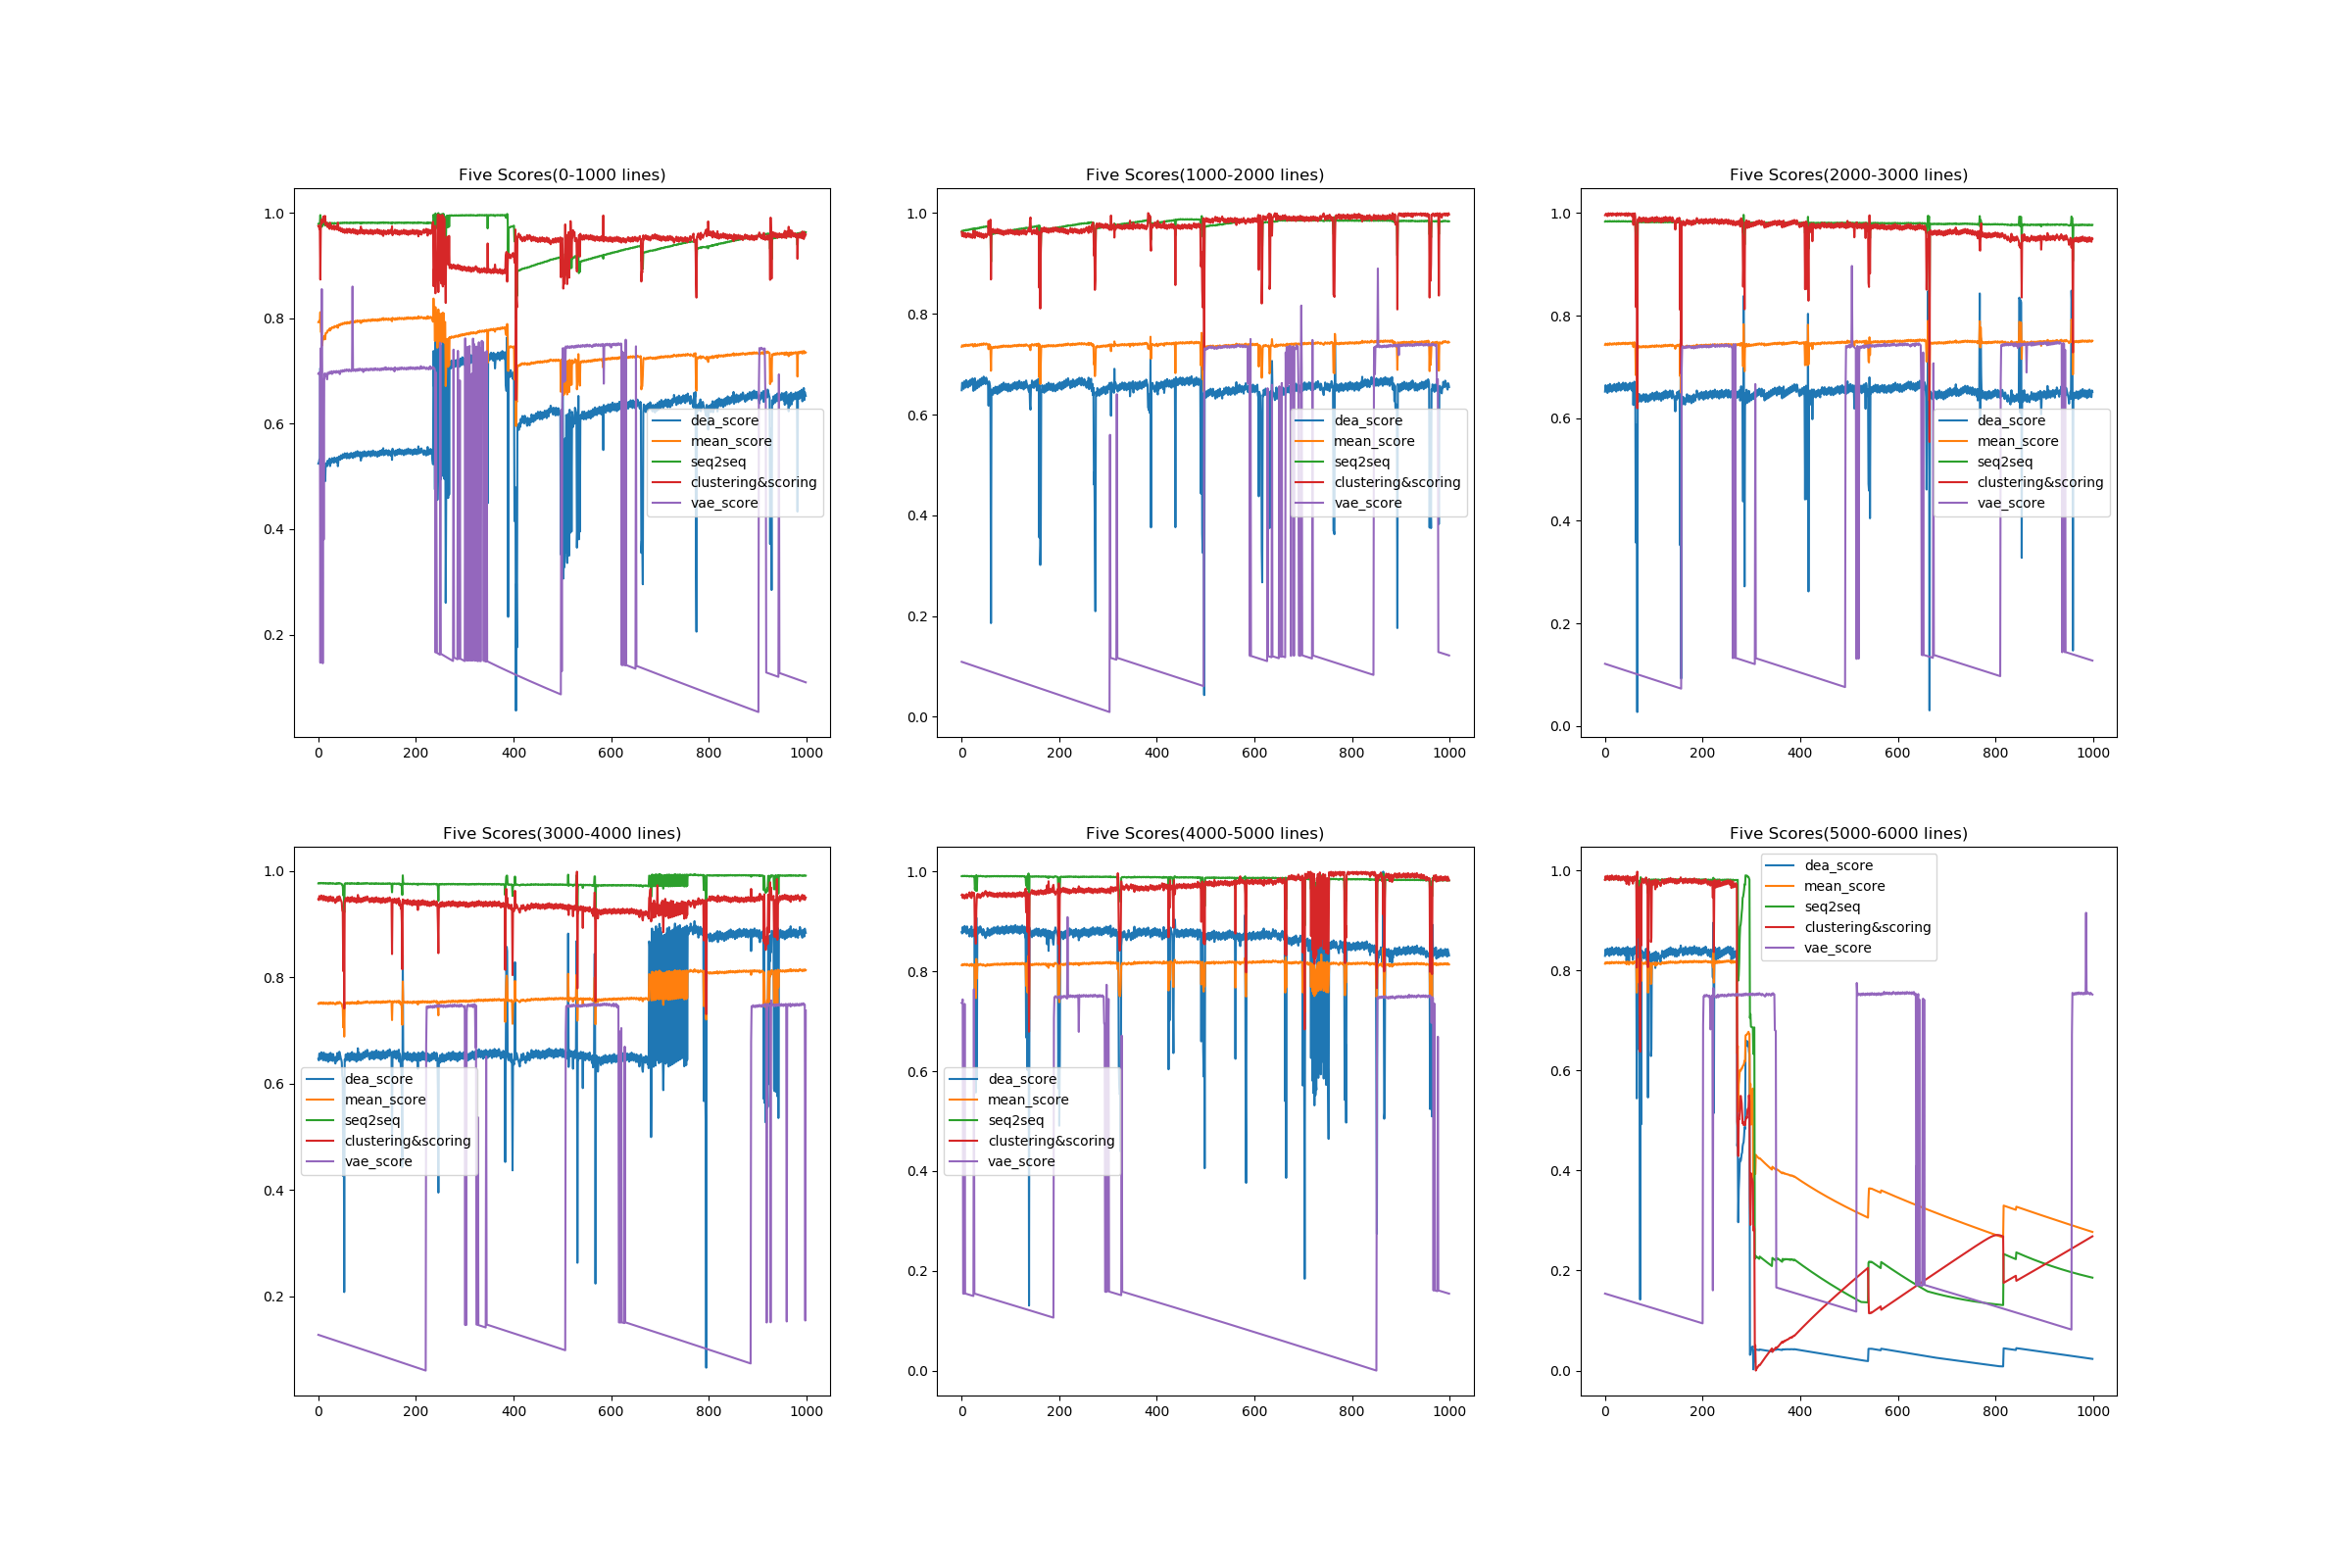 Five Scores(0-1000 lines)
1.0
0.8
0.6
0.4
0.2
0 200 400 600 800 1000
dea_score
mean_score
seq2seq
clustering&scoring
vae_score
Five Scores(1000-2000 lines)
1.0
0.8
0.6
0.4
0.2
0.0
0 200 400 600 800 1000
dea_score
mean_score
seq2seq
clustering&scoring
vae_score
Five Scores(2000-3000 lines)
1.0
0.8
0.6
0.4
0.2
0.0
0 200 400 600 800 1000
dea_score
mean_score
seq2seq
clustering&scoring
vae_score
Five Scores(3000-4000 lines)
1.0
0.8
0.6
0.4
0.2
0 200 400 600 800 1000
dea_score
mean_score
seq2seq
clustering&scoring
vae_score
Five Scores(4000-5000 lines)
1.0
0.8
0.6
0.4
0.2
0.0
0 200 400 600 800 1000
dea_score
mean_score
seq2seq
clustering&scoring
vae_score
Five Scores(5000-6000 lines)
1.0
0.8
0.6
0.4
0.2
0.0
0 200 400 600 800 1000
dea_score
mean_score
seq2seq
clustering&scoring
vae_score